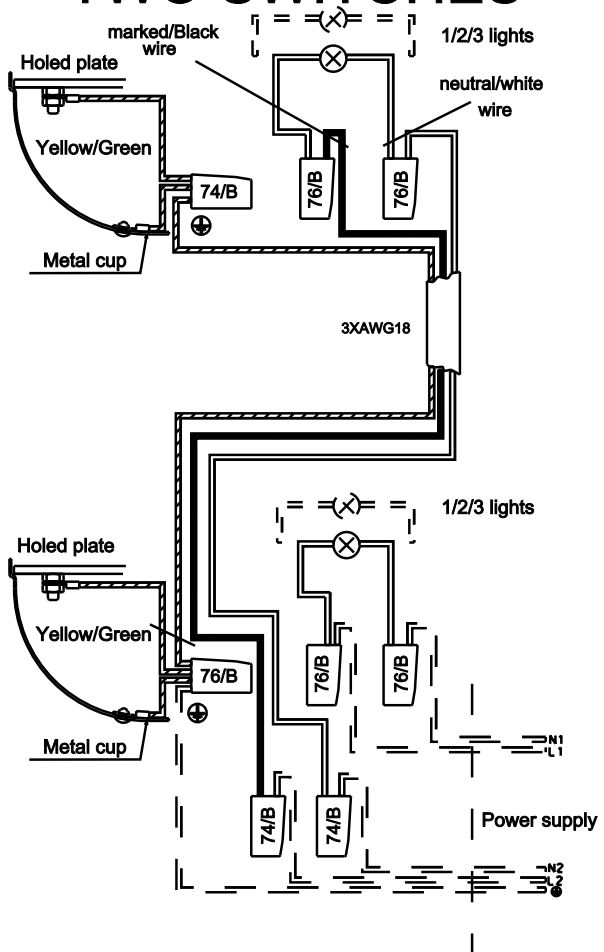 TWO SWITCHES
marked/Black
wire
1/2/3 lights
Holed plate
neutral/white
wire
Yellow/Green
74/B
76/B
76/B
Metal cup
3XAWG18
1/2/3 lights
Holed plate
Yellow/Green
76/B
76/B
76/B
Metal cup
N1
L1
74/B
74/B
Power supply
N2
L2